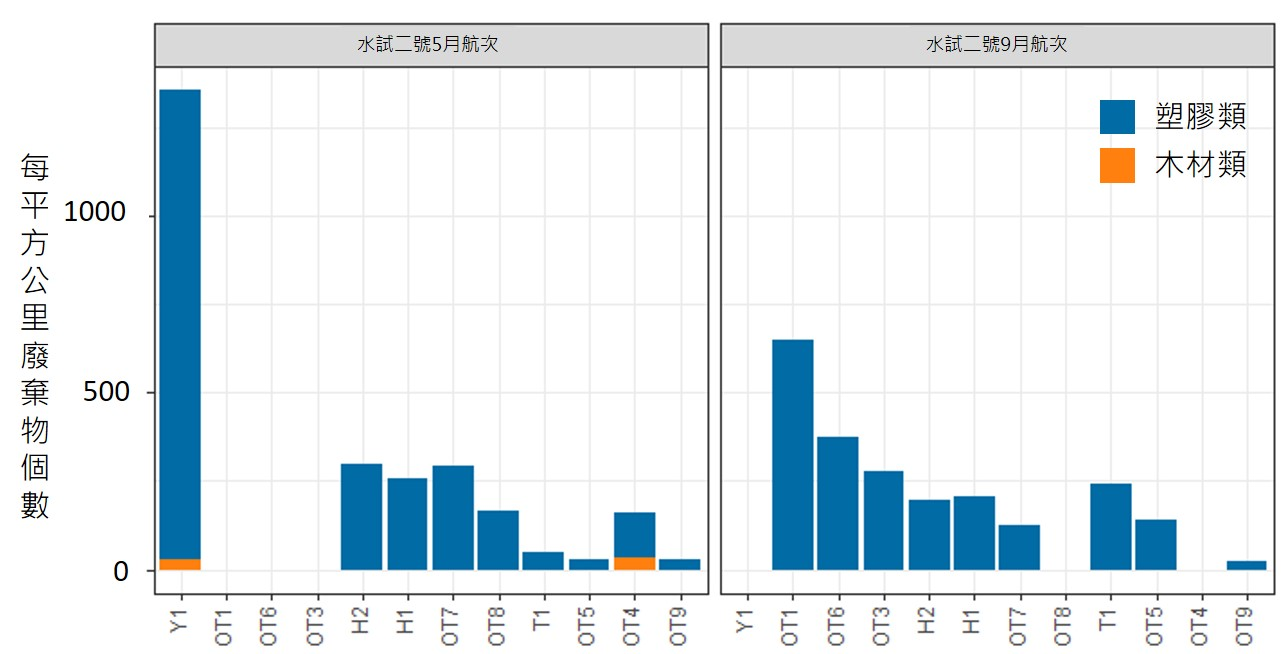 水試二號5月航次
水試二號9月航次
塑膠類
木材類
每平方公里廢棄物個數
1000
500
0
Y1 OT1 OT6 OT3 H2 H1 OT7 OT8 T1 OT5 OT4 OT9
Y1 OT1 OT6 OT3 H2 H1 OT7 OT8 T1 OT5 OT4 OT9